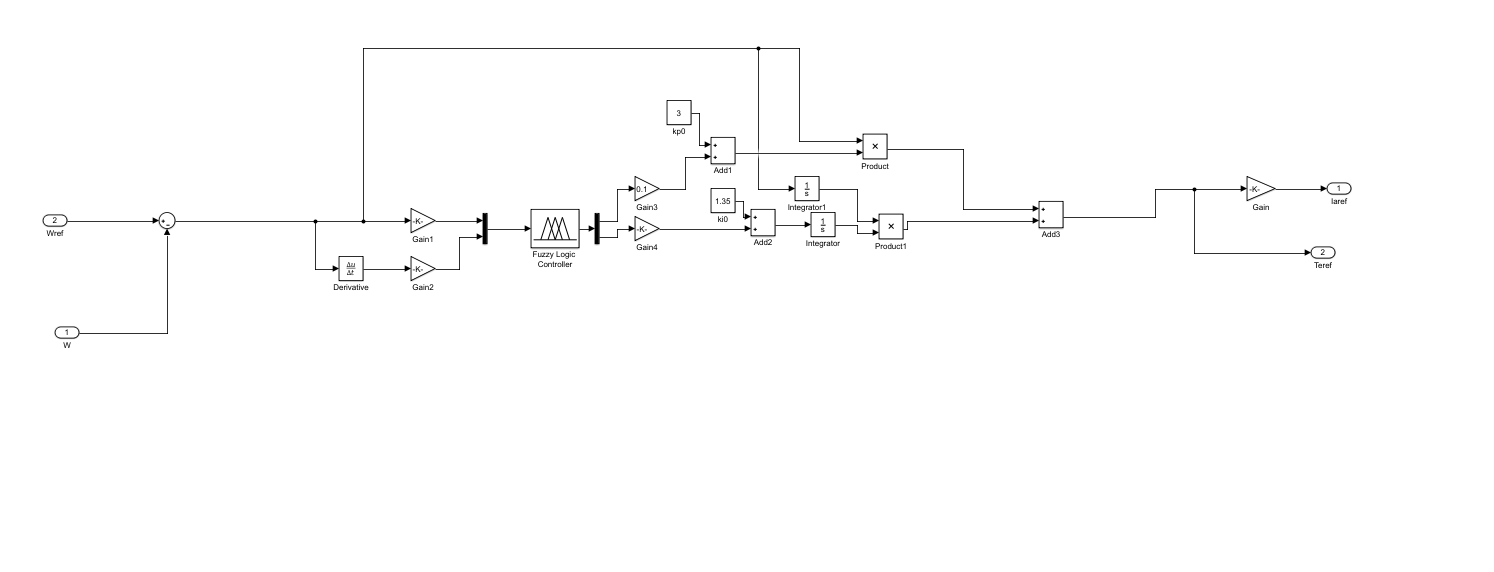 3
kp0
+
+
Add1
×
Product
0.1
Gain3
1.35
ki0
1
s
Integrator1
-K-
Gain
1
Iaref
2
Wref
+
-K-
Gain1
Fuzzy Logic
Controller
-K-
Gain4
+
+
Add2
1
s
Integrator
×
Product1
+
+
Add3
2
Teref
Δu
Δt
Derivative
-K-
Gain2
1
W